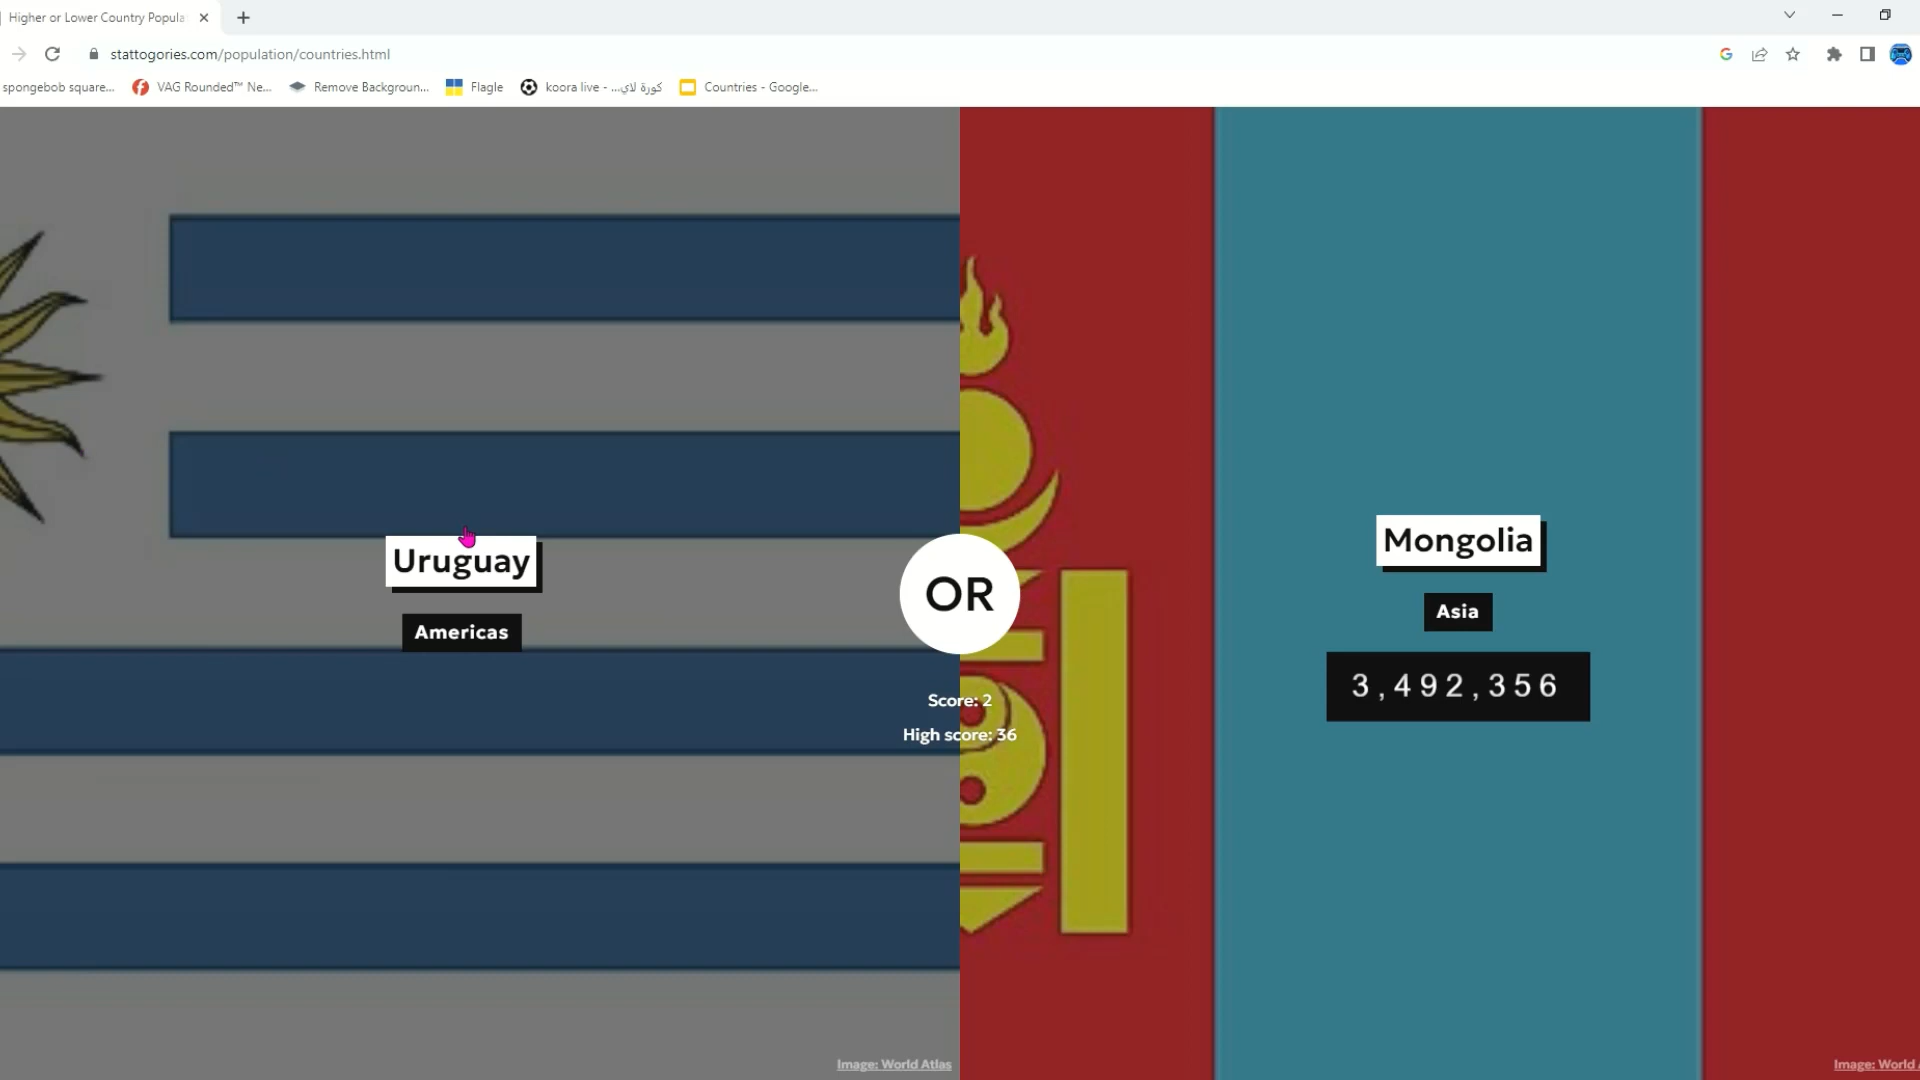 Higher or Lower Country Popula
stattogories.com/population/countries.html
spongebob square...
VAG Rounded™ Ne...
Remove Backgroun...
Flagle
koora live - ...كورة لاي
Countries - Google...
Uruguay
Americas
OR
Score: 2
High score: 36
Mongolia
Asia
3,492,356
Image: World Atlas
Image: World A